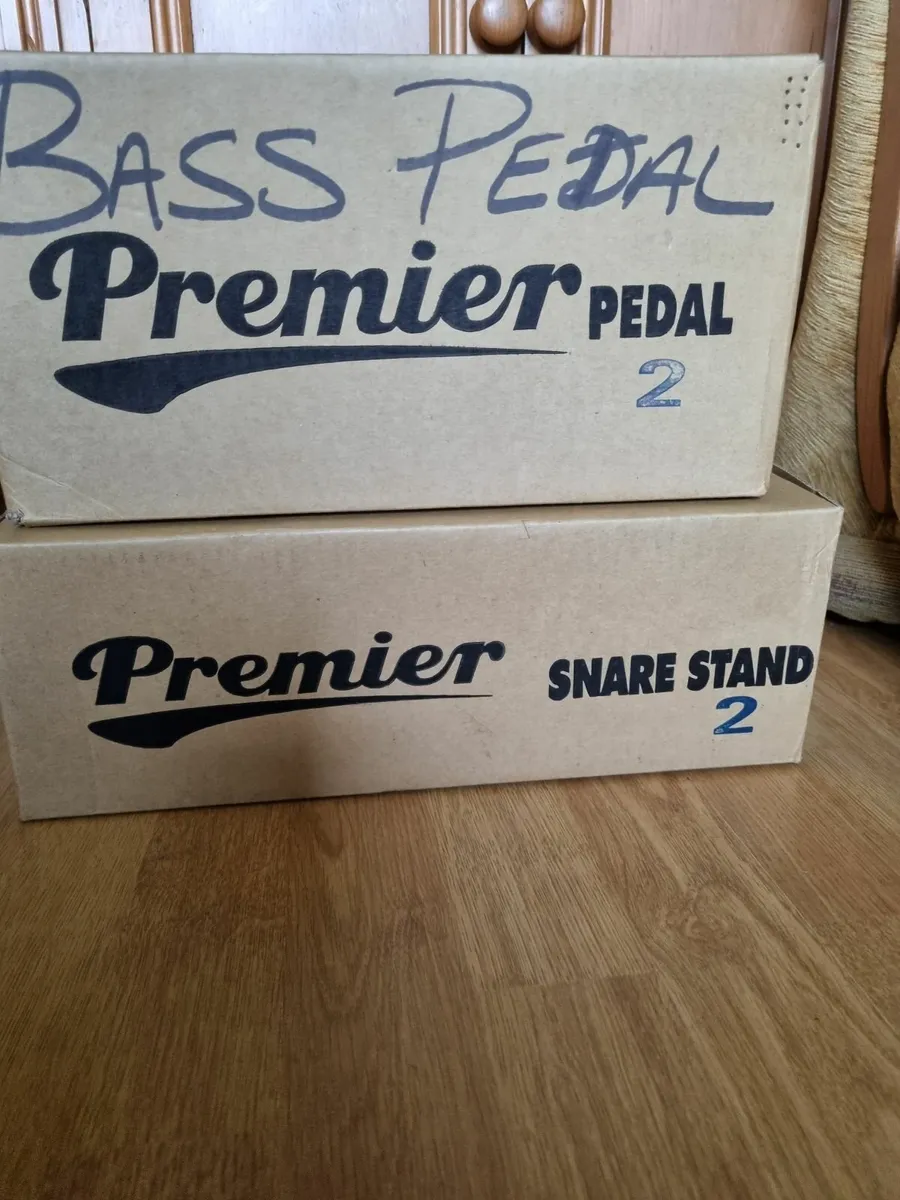 BASS PEDAL
Premier PEDAL
2
Premier SNARE STAND
2